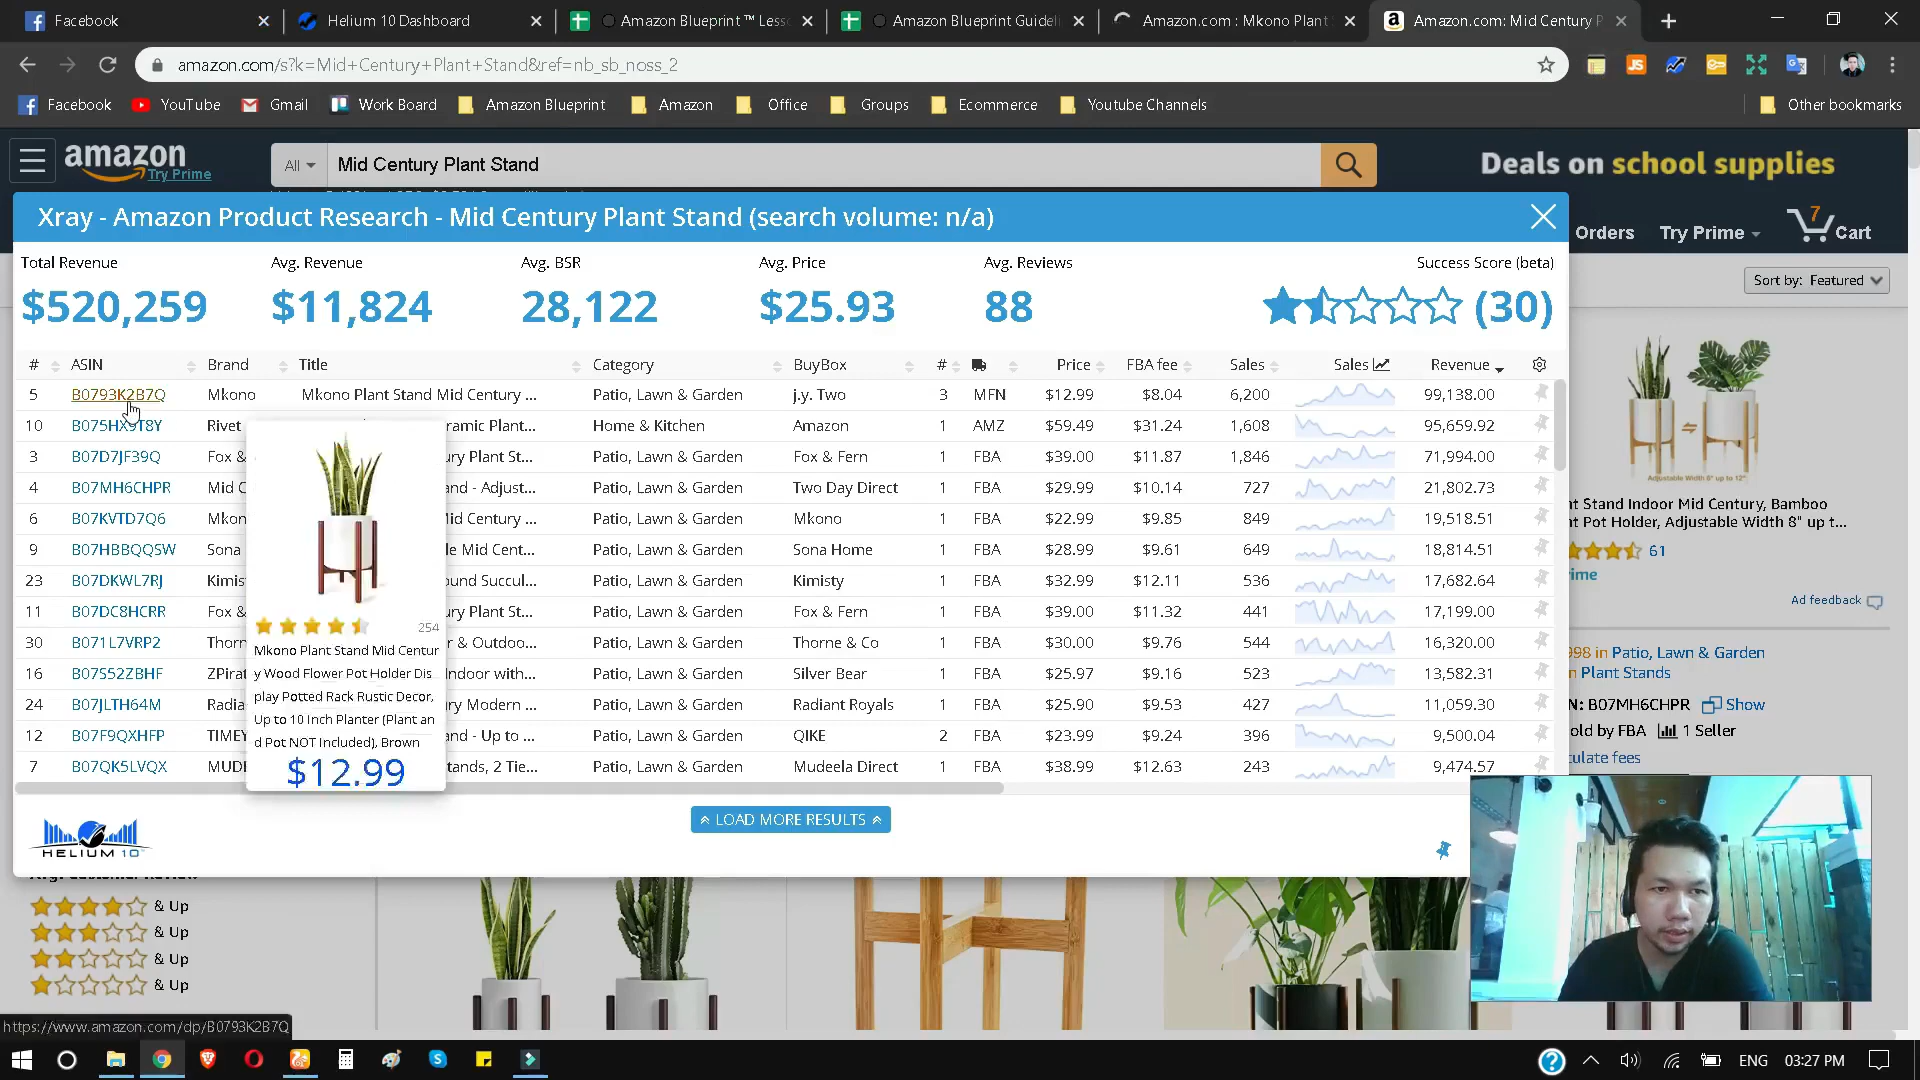 Facebook
Helium 10 Dashboard
Amazon Blueprint ™ Less
Amazon Blueprint Guideli
Amazon.com : Mkono Plant
Amazon.com: Mid Century P
amazon.com/s?k=Mid+Century+Plant+Stand&ref=nb_sb_noss_2
Facebook YouTube Gmail Work Board Amazon Blueprint Amazon Office Groups Ecommerce Youtube Channels Other bookmarks
amazon
Try Prime
All
Mid Century Plant Stand
Deals on school supplies
Orders Try Prime 7 Cart
Xray - Amazon Product Research - Mid Century Plant Stand (search volume: n/a)
Sort by: Featured
Total Revenue Avg. Revenue Avg. BSR Avg. Price Avg. Reviews Success Score (beta)
$520,259 $11,824 28,122 $25.93 88 (30)
# ASIN Brand Title Category BuyBox # Price FBA fee Sales Sales Revenue
5 B0793K2B7Q Mkono Mkono Plant Stand Mid Century ... Patio, Lawn & Garden j.y. Two 3 MFN $12.99 $8.04 6,200 99,138.00
10 B075HX9T8Y Rivet ramic Plant... Home & Kitchen Amazon 1 AMZ $59.49 $31.24 1,608 95,659.92
3 B07D7JF39Q Fox & ury Plant St... Patio, Lawn & Garden Fox & Fern 1 FBA $39.00 $11.87 1,846 71,994.00
4 B07MH6CHPR Mid C and - Adjust... Patio, Lawn & Garden Two Day Direct 1 FBA $29.99 $10.14 727 21,802.73
6 B07KVTD7Q6 Mkon Mid Century ... Patio, Lawn & Garden Mkono 1 FBA $22.99 $9.85 849 19,518.51
9 B07HBBQQSW Sona le Mid Cent... Patio, Lawn & Garden Sona Home 1 FBA $28.99 $9.61 649 18,814.51
23 B07DKWL7RJ Kimist ound Succul... Patio, Lawn & Garden Kimisty 1 FBA $32.99 $12.11 536 17,682.64
11 B07DC8HCRR Fox & ury Plant St... Patio, Lawn & Garden Fox & Fern 1 FBA $39.00 $11.32 441 17,199.00
30 B071L7VRP2 Thorn r & Outdoo... Patio, Lawn & Garden Thorne & Co 1 FBA $30.00 $9.76 544 16,320.00
16 B07S52ZBHF ZPirat Indoor with... Patio, Lawn & Garden Silver Bear 1 FBA $25.97 $9.16 523 13,582.31
24 B07JLTH64M Radia ury Modern ... Patio, Lawn & Garden Radiant Royals 1 FBA $25.90 $9.53 427 11,059.30
12 B07F9QXHFP TIMEY and - Up to ... Patio, Lawn & Garden QIKE 2 FBA $23.99 $9.24 396 9,500.04
7 B07QK5LVQX MUDE tands, 2 Tie... Patio, Lawn & Garden Mudeela Direct 1 FBA $38.99 $12.63 243 9,474.57
254
Mkono Plant Stand Mid Centur
y Wood Flower Pot Holder Dis
play Potted Rack Rustic Decor,
Up to 10 Inch Planter (Plant an
d Pot NOT Included), Brown
$12.99
LOAD MORE RESULTS
HELIUM 10
Adjustable Width 8" up to 12"
nt Stand Indoor Mid Century, Bamboo
nt Pot Holder, Adjustable Width 8" up t...
61
ime
Ad feedback
998 in Patio, Lawn & Garden
n Plant Stands
N: B07MH6CHPR Show
old by FBA 1 Seller
culate fees
& Up
& Up
& Up
& Up
https://www.amazon.com/dp/B0793K2B7Q
ENG 03:27 PM